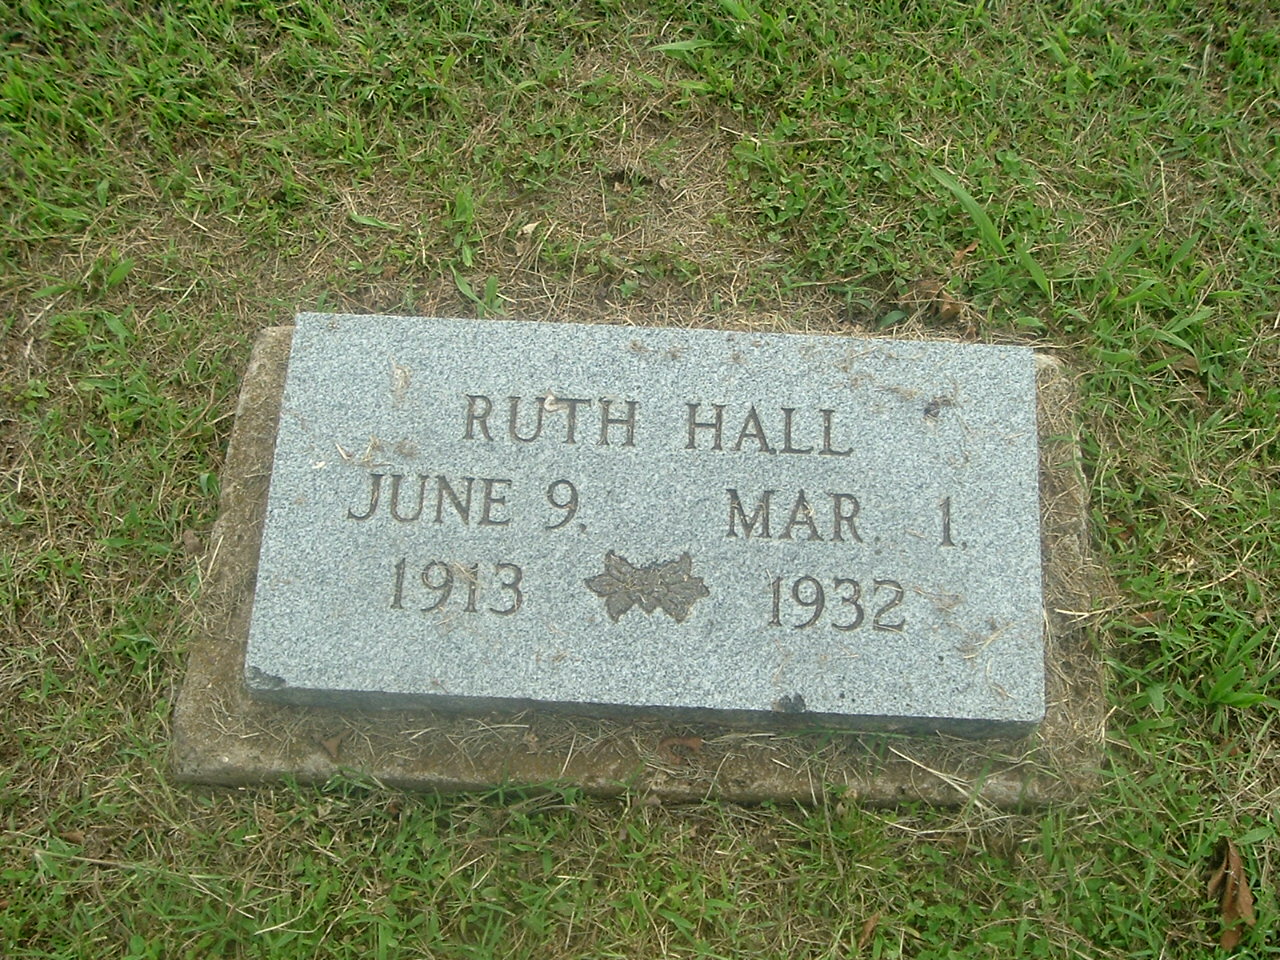 RUTH HALL
JUNE 9. MAR. 1.
1913 1932